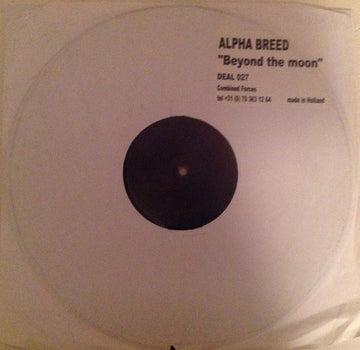 ALPHA BREED
"Beyond the moon"
DEAL 027
Combined Forces
tel +31 (0) 70 363 12 64 made in Holland